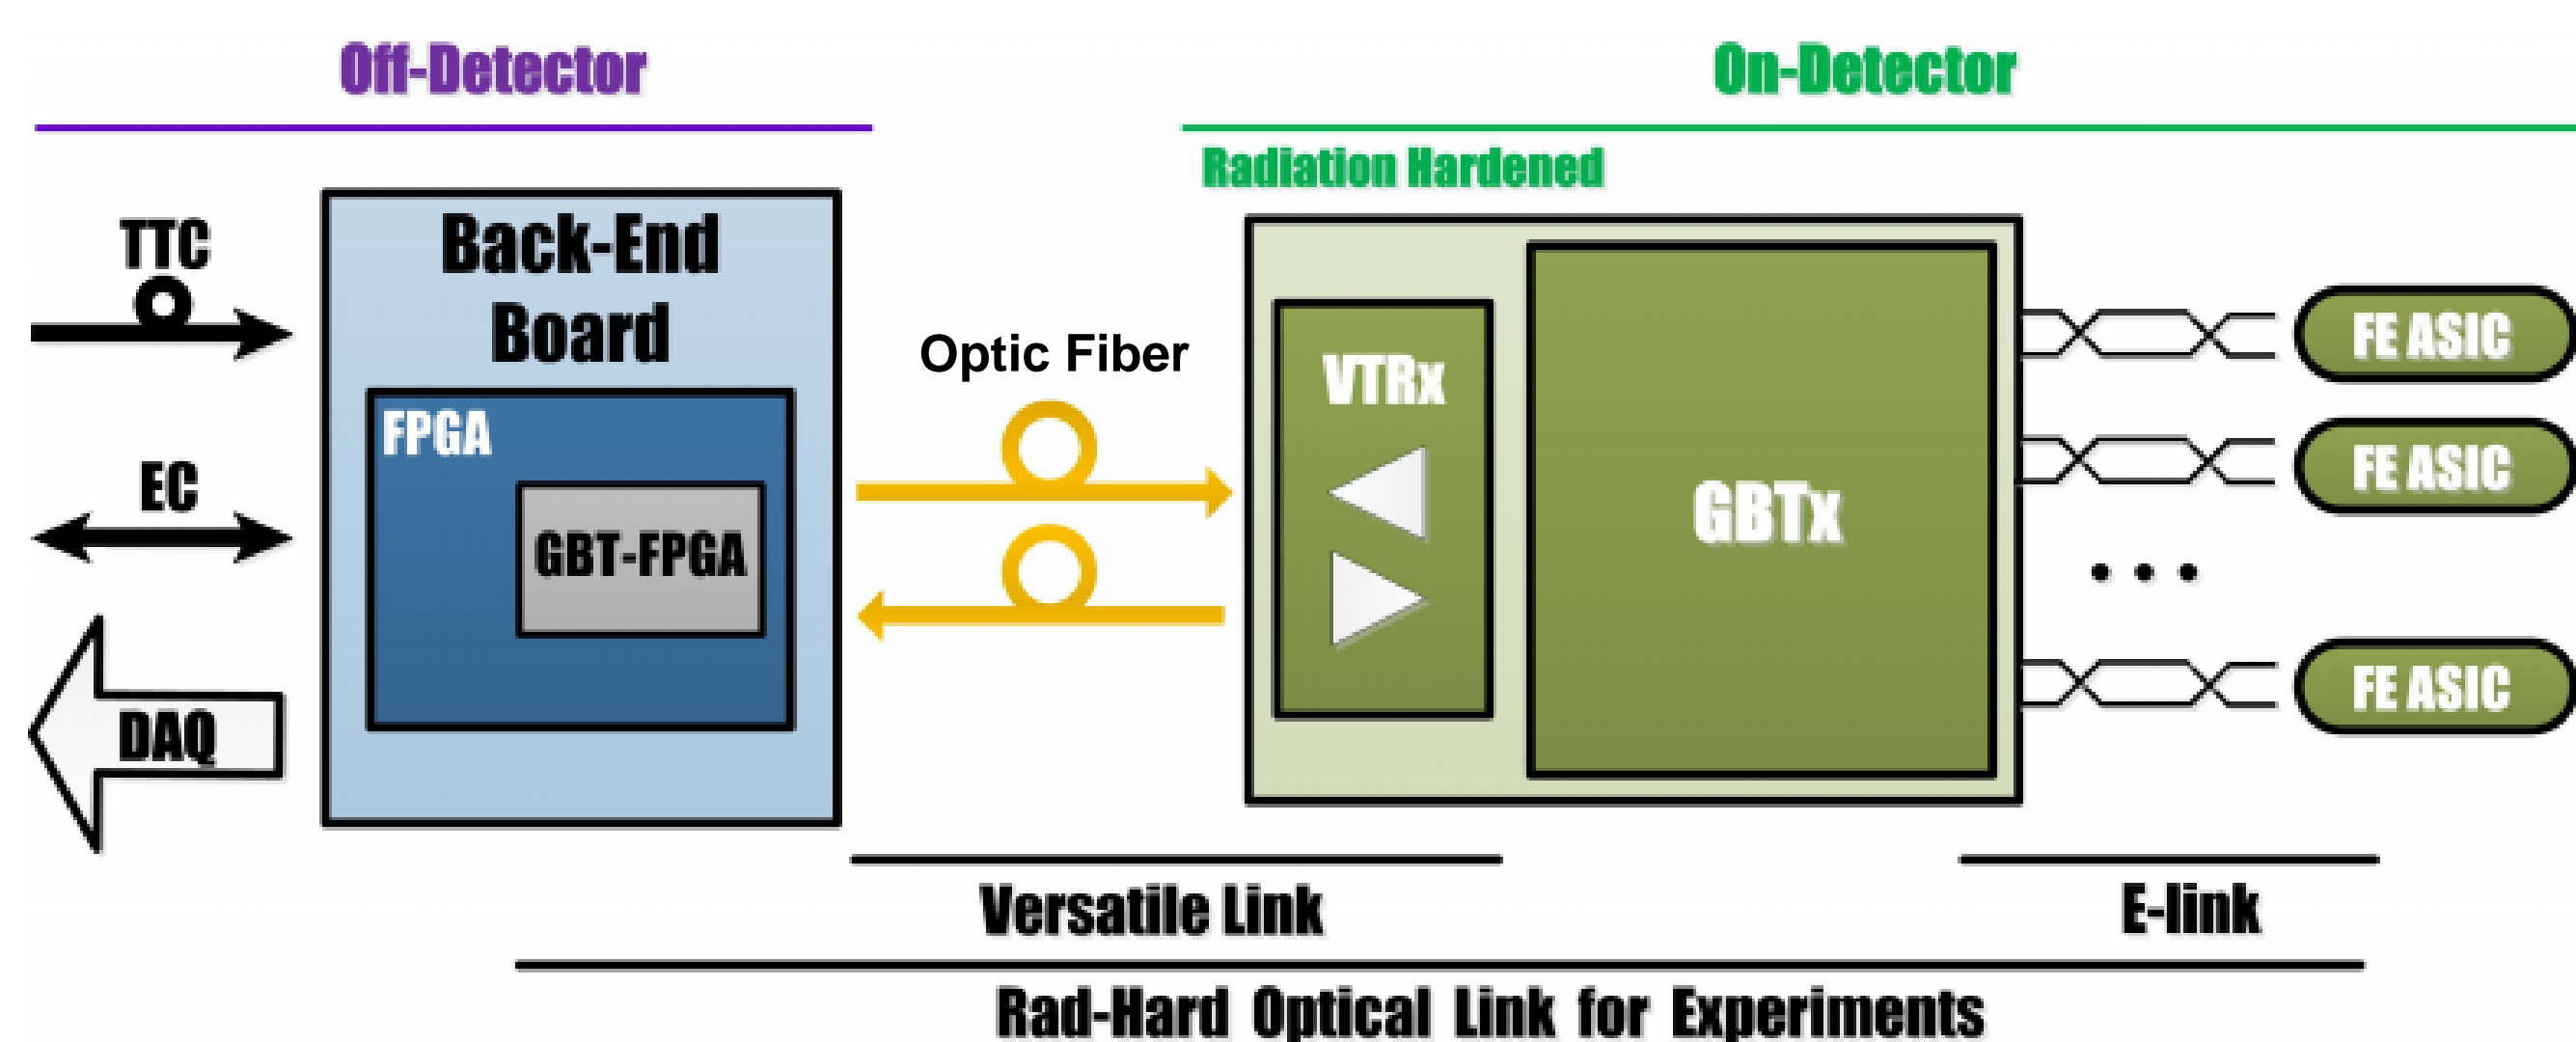 Off-Detector
On-Detector
Radiation Hardened
TTC
EC
DAQ
Back-End
Board
FPGA
GBT-FPGA
Optic Fiber
VTRx
GBTx
FE ASIC
FE ASIC
• • •
FE ASIC
Versatile Link
E-link
Rad-Hard Optical Link for Experiments